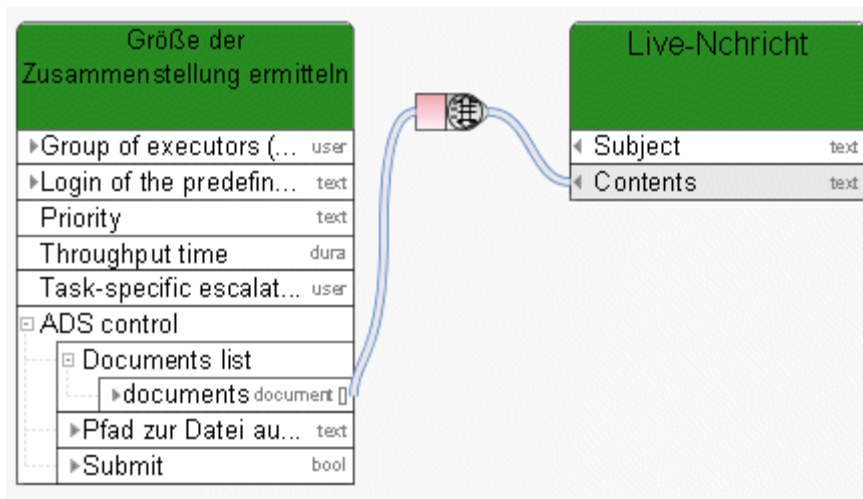 Größe der
Zusammenstellung ermitteln
Group of executors (... user
Login of the predefin... text
Priority text
Throughput time dura
Task-specific escalat... user
ADS control
Documents list
documents document []
Pfad zur Datei au... text
Submit bool
Live-Nchricht
Subject text
Contents text